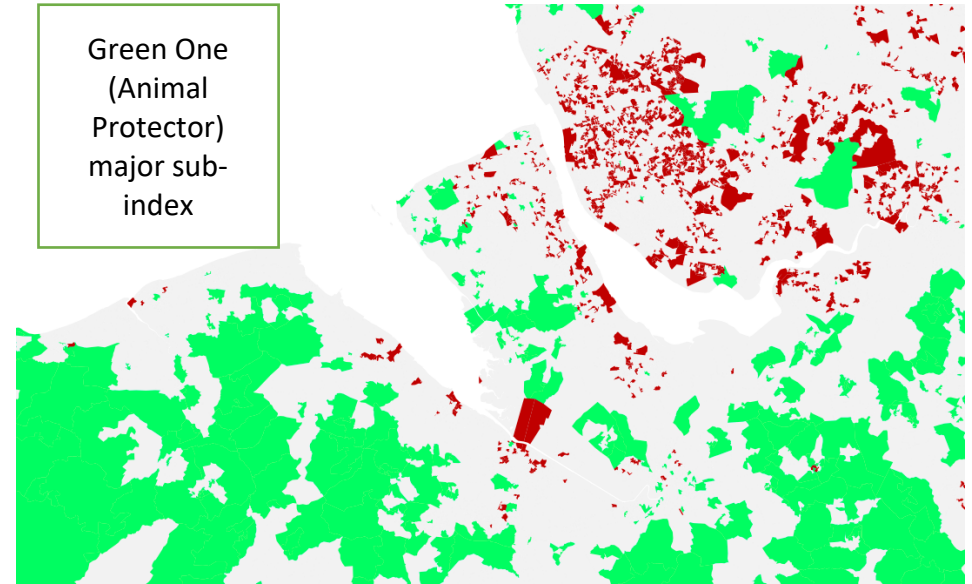 Green One
(Animal
Protector)
major sub-
index